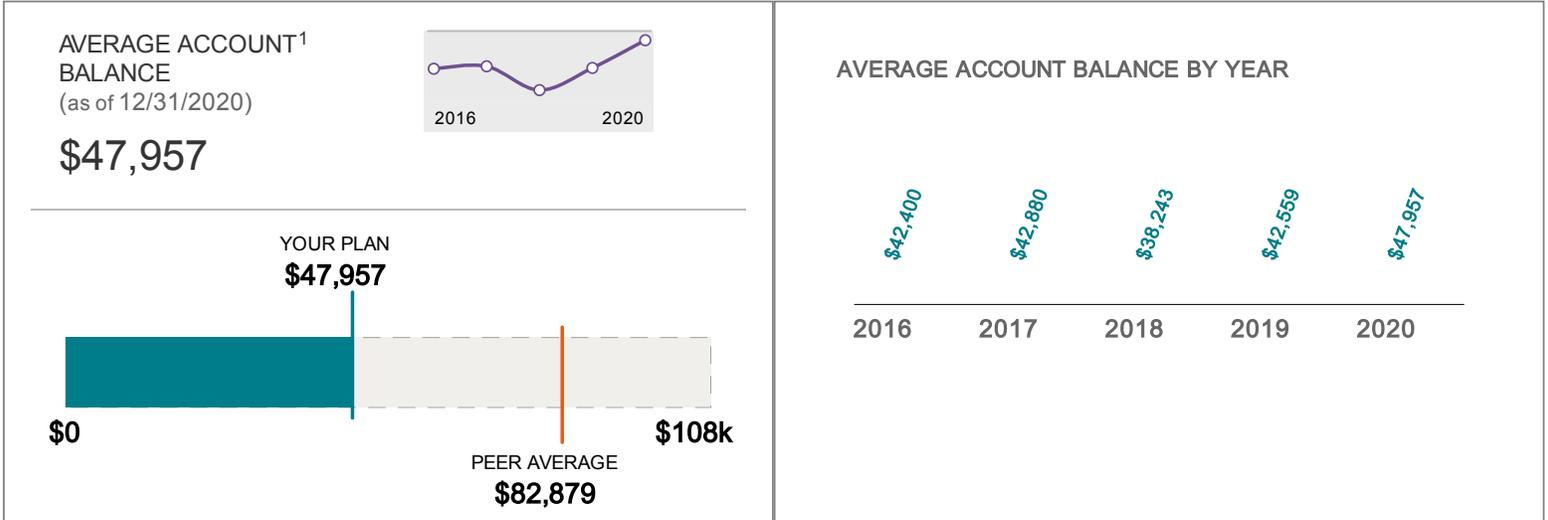 AVERAGE ACCOUNT¹
BALANCE
(as of 12/31/2020)
$47,957
2016 2020
YOUR PLAN
$47,957
$0 $108k
PEER AVERAGE
$82,879
AVERAGE ACCOUNT BALANCE BY YEAR
$42,400 $42,880 $38,243 $42,559 $47,957
2016 2017 2018 2019 2020